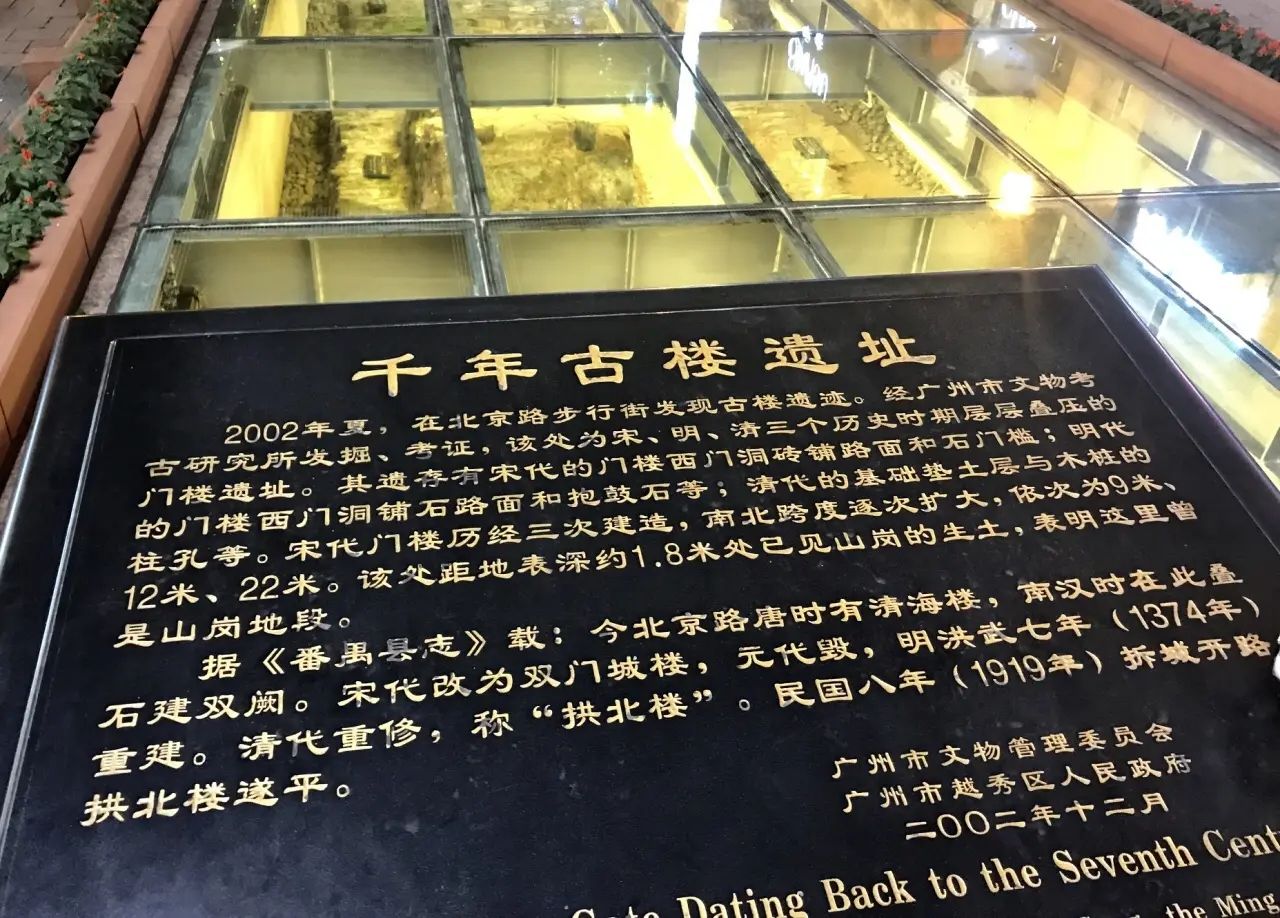 千年古楼遗址
2002年夏，在北京路步行街发现古楼遗迹。经广州市文物考
古研究所发掘、考证，该处为宋、明、清三个历史时期层层叠压的
门楼遗址。其遗存有宋代的门楼西门洞砖铺路面和石门槛；明代
的门楼西门洞铺石路面和抱鼓石等；清代的基础垫土层与木桩的
柱孔等。宋代门楼历经三次建造，南北跨度逐次扩大，依次为9米、
12米、22米。该处距地表深约1.8米处已见山岗的生土，表明这里曾
是山岗地段。
据《番禺县志》载：今北京路唐时有清海楼，南汉时在此叠
石建双阙。宋代改为双门城楼，元代毁，明洪武七年（1374年）
重建。清代重修，称“拱北楼”。民国八年（1919年）拆城开路
拱北楼遂平。
广州市文物管理委员会
广州市越秀区人民政府
二〇〇二年十二月
Gate Dating Back to the Seventh Cent
the Ming